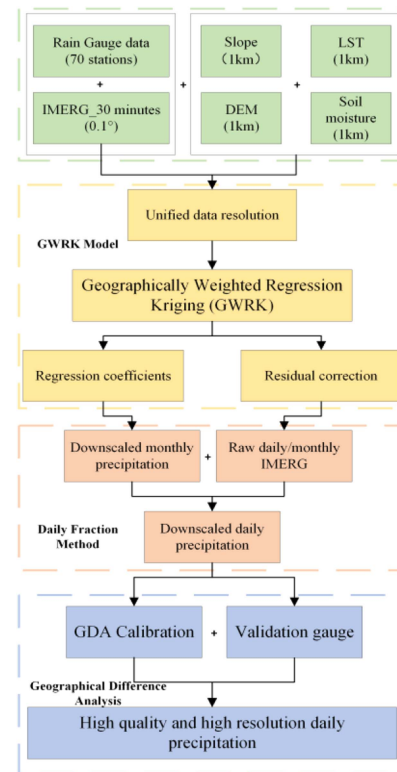 Rain Gauge data
(70 stations)
+
IMERG_30 minutes
(0.1°)
+
Slope
(1km)
LST
(1km)
+
DEM
(1km)
Soil
moisture
(1km)
Unified data resolution
GWRK Model
Geographically Weighted Regression
Kriging (GWRK)
Regression coefficients
Residual correction
Downscaled monthly
precipitation
+
Raw daily/monthly
IMERG
Daily Fraction
Method
Downscaled daily
precipitation
GDA Calibration
+
Validation gauge
Geographical Difference
Analysis
High quality and high resolution daily
precipitation